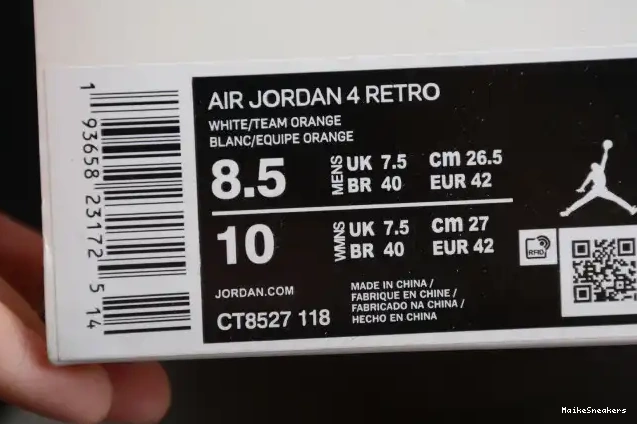 1 93658 23172 5 14
AIR JORDAN 4 RETRO
WHITE/TEAM ORANGE
BLANC/EQUIPE ORANGE
8.5 MENS UK 7.5 cm 26.5
BR 40 EUR 42
10 WMNS UK 7.5 cm 27
BR 40 EUR 42
RFID
JORDAN.COM
MADE IN CHINA /
FABRIQUE EN CHINE /
FABRICADO NA CHINA /
HECHO EN CHINA
CT8527 118
MaikeSneakers